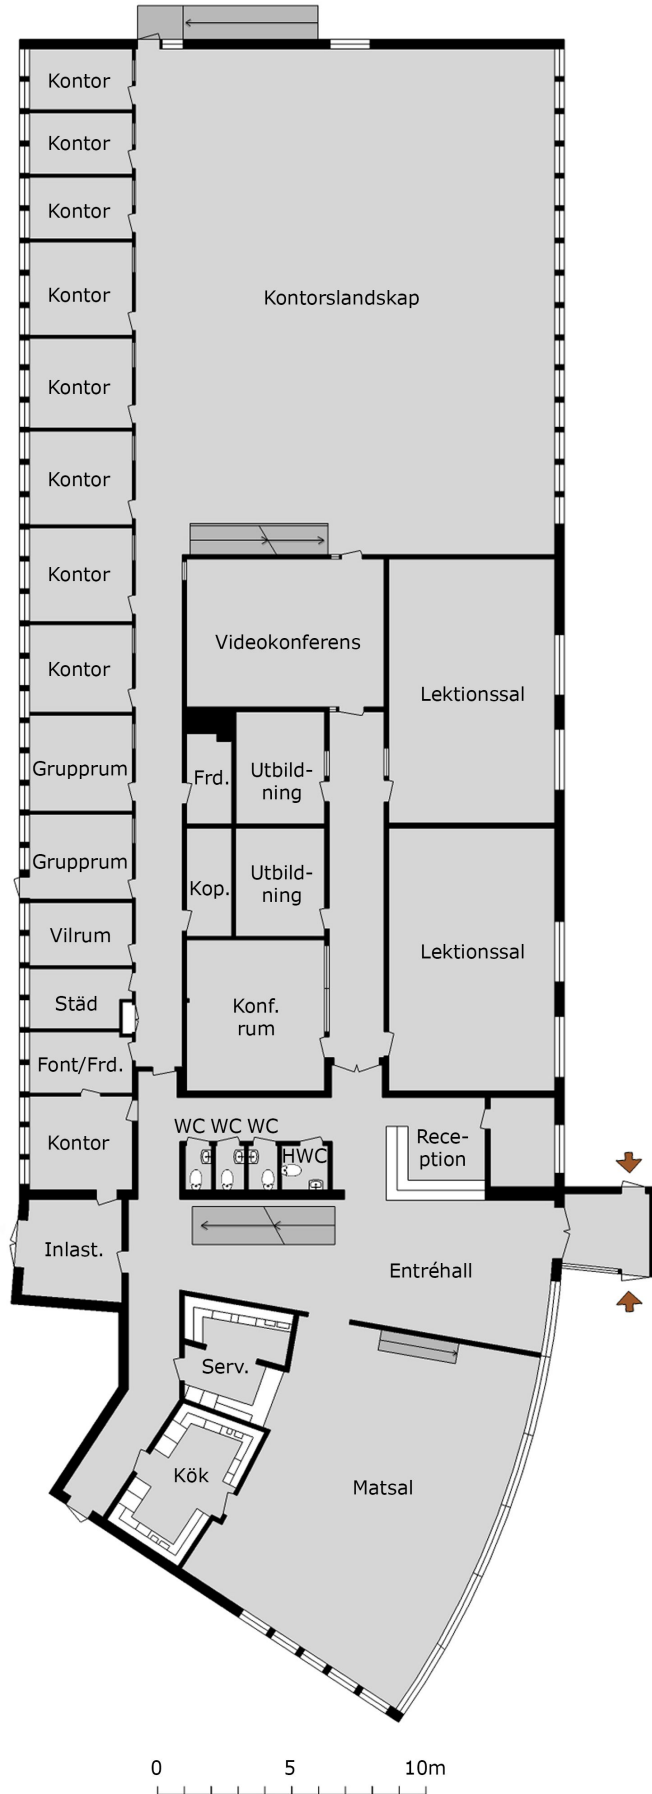 Kontor
Kontor
Kontor
Kontor
Kontorslandskap
Kontor
Kontor
Kontor
Videokonferens
Kontor
Lektionssal
Grupprum
Frd.
Utbild-
ning
Grupprum
Kop.
Utbild-
ning
Vilrum
Lektionssal
Städ
Konf.
rum
Font/Frd.
Kontor
WC WC WC
HWC
Rece-
ption
Inlast.
Entréhall
Serv.
Kök
Matsal
0 5 10m